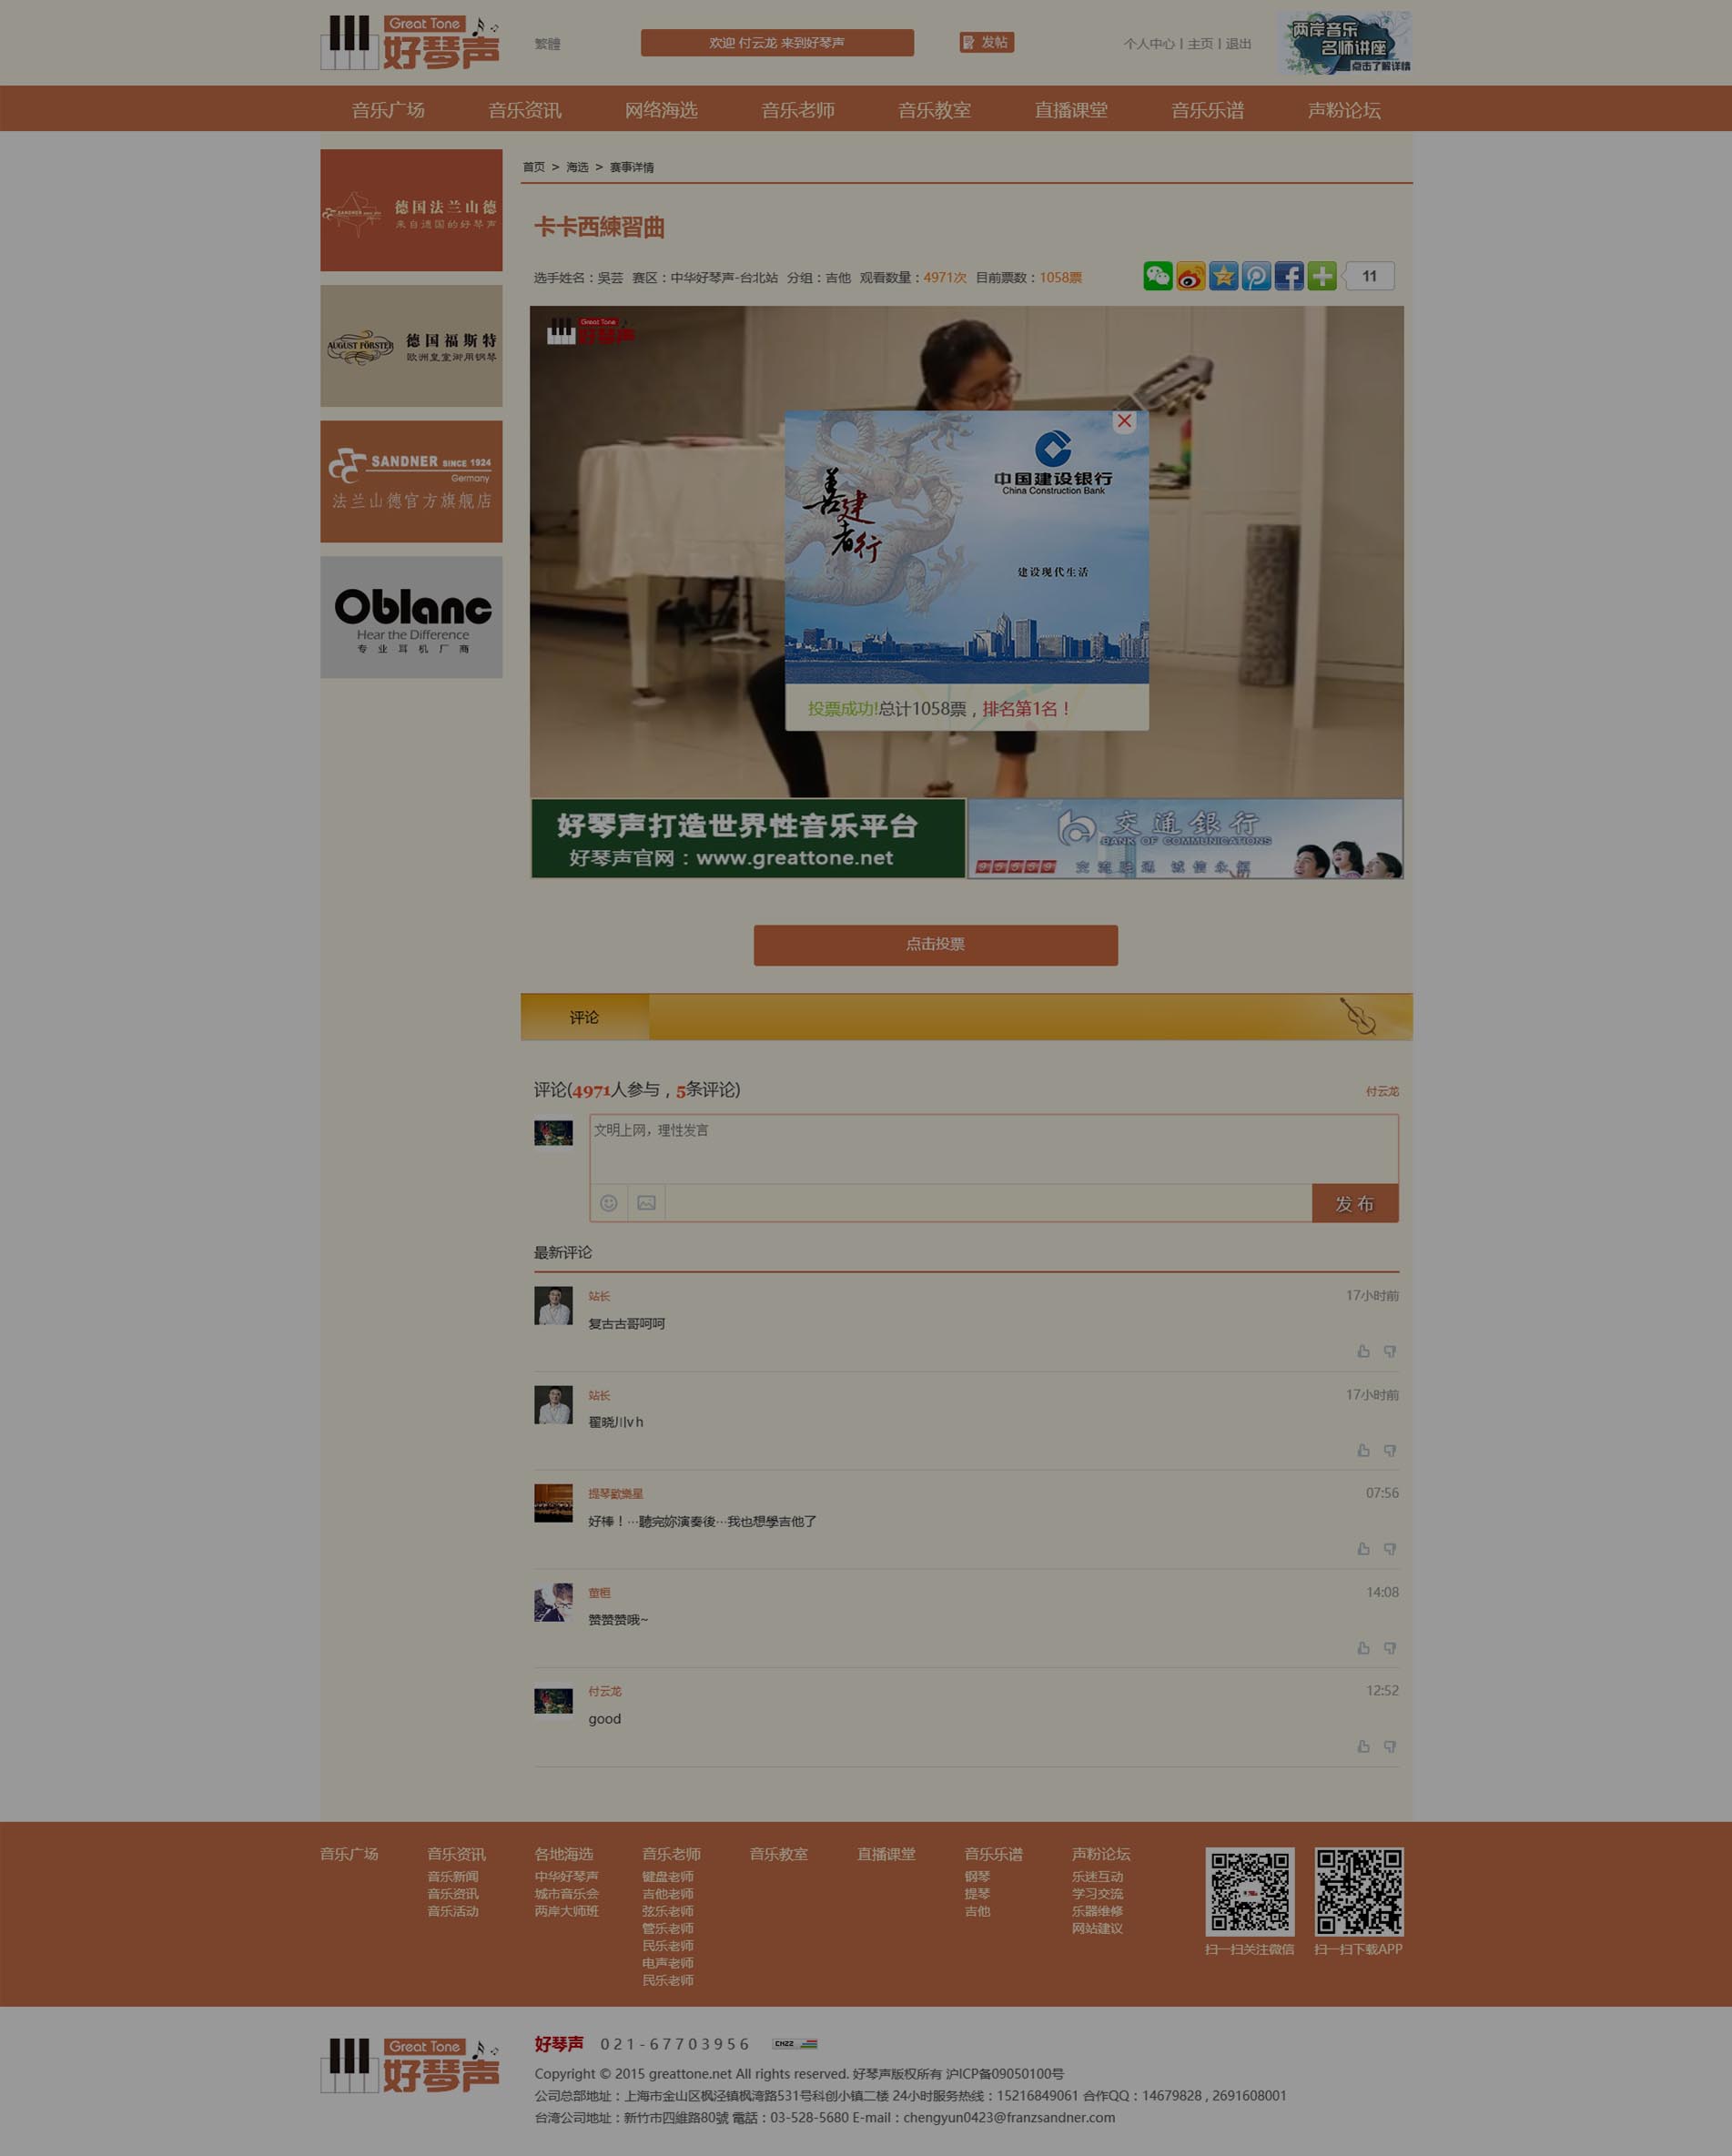 Great Tone
好琴声
繁體
欢迎 付云龙 来到好琴声
发帖
个人中心 | 主页 | 退出
两岸音乐
名师讲座
点击了解详情
音乐广场 音乐资讯 网络海选 音乐老师 音乐教室 直播课堂 音乐乐谱 声粉论坛
德国法兰山德
来自德国的好琴声
AUGUST FÖRSTER
德国福斯特
欧洲皇室御用钢琴
SANDNER SINCE 1924
Germany
法兰山德官方旗舰店
Oblanc
Hear the Difference
专业耳机厂商
首页 > 海选 > 赛事详情
卡卡西練習曲
选手姓名：吳芸 赛区：中华好琴声-台北站 分组：吉他 观看数量：4971次 目前票数：1058票
11
Great Tone
好琴声
中国建设银行
China Construction Bank
善建者行
建设现代生活
投票成功!总计1058票，排名第1名！
好琴声打造世界性音乐平台
好琴声官网：www.greattone.net
交通銀行
BANK OF COMMUNICATIONS
95559
交流融通 诚信永恒
点击投票
评论
评论(4971人参与，5条评论)
付云龙
文明上网，理性发言
发布
最新评论
站长
17小时前
复古古哥呵呵
站长
17小时前
翟晓川v h
提琴歡樂星
07:56
好棒！…聽完妳演奏後…我也想學吉他了
董桓
14:08
赞赞赞哦~
付云龙
12:52
good
音乐广场 音乐资讯 各地海选 音乐老师 音乐教室 直播课堂 音乐乐谱 声粉论坛
音乐新闻 中华好琴声 键盘老师 钢琴 乐迷互动
音乐资讯 城市音乐会 吉他老师 提琴 学习交流
音乐活动 两岸大师班 弦乐老师 吉他 乐器维修
管乐老师 网站建议
民乐老师
电声老师
民乐老师
扫一扫关注微信 扫一扫下载APP
Great Tone
好琴声
好琴声 021-67703956 CNZZ
Copyright © 2015 greattone.net All rights reserved. 好琴声版权所有 沪ICP备09050100号
公司总部地址：上海市金山区枫泾镇枫湾路531号科创小镇二楼 24小时服务热线：15216849061 合作QQ：14679828 , 2691608001
台湾公司地址：新竹市四維路80號 電話：03-528-5680 E-mail：chengyun0423@franzsandner.com